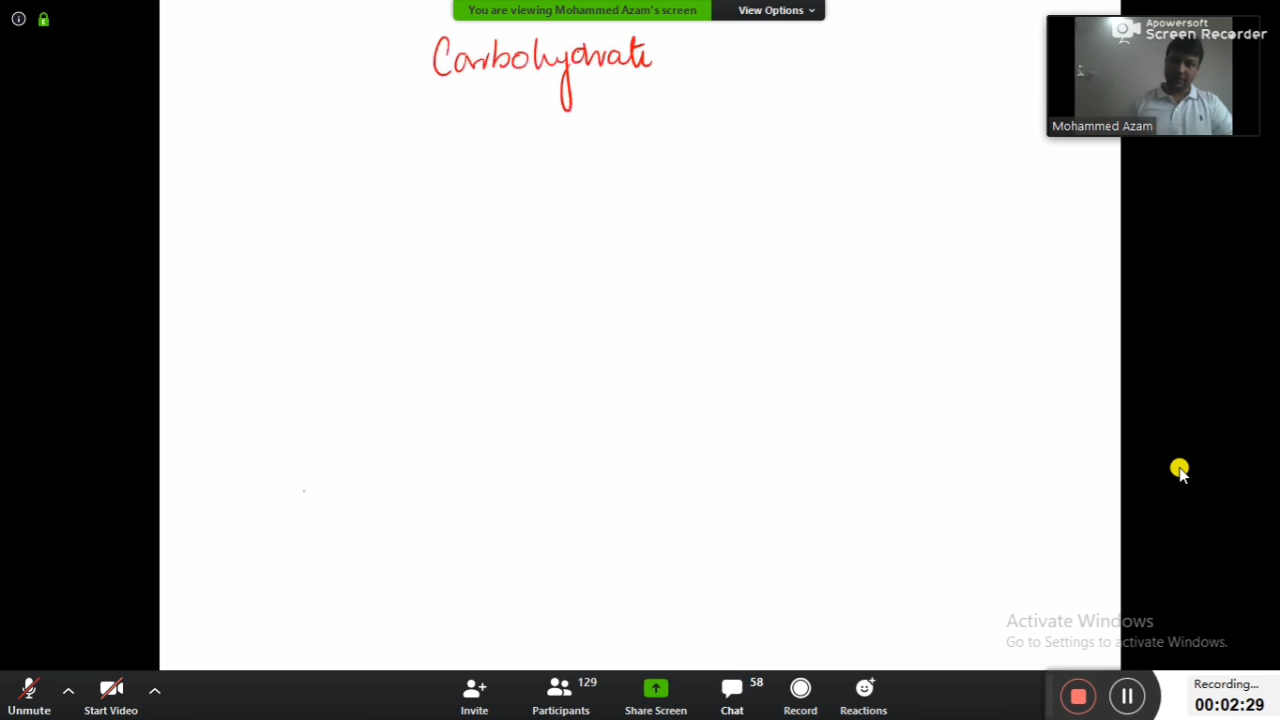 You are viewing Mohammed Azam's screen View Options
Apowersoft
Screen Recorder
Carbohydrate
Mohammed Azam
Activate Windows
Go to Settings to activate Windows.
129
58
Recording...
Unmute Start Video Invite Participants Share Screen Chat Record Reactions 00:02:29